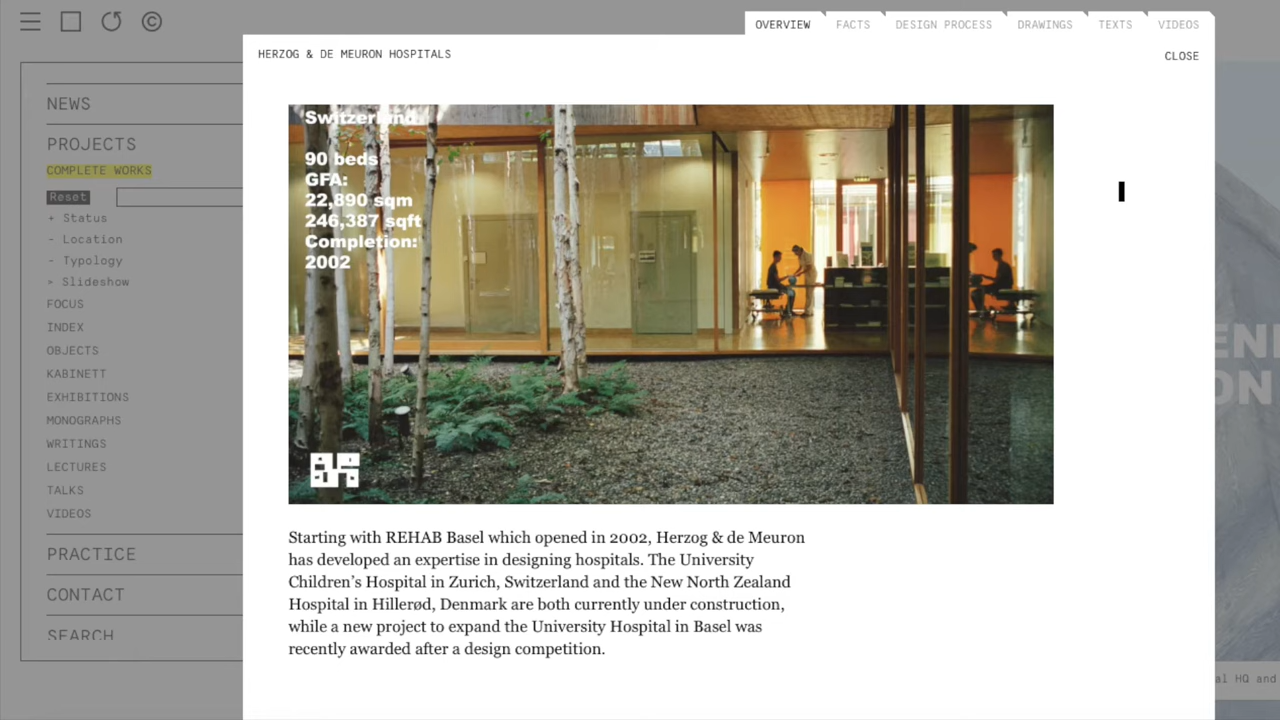 OVERVIEW
FACTS
DESIGN PROCESS
DRAWINGS
TEXTS
VIDEOS
HERZOG & DE MEURON HOSPITALS
CLOSE
NEWS
PROJECTS
COMPLETE WORKS
Reset
+ Status
- Location
- Typology
> Slideshow
FOCUS
INDEX
OBJECTS
KABINETT
EXHIBITIONS
MONOGRAPHS
WRITINGS
LECTURES
TALKS
VIDEOS
PRACTICE
CONTACT
SEARCH
Switzerland
90 beds
GFA:
22,890 sqm
246,387 sqft
Completion:
2002
Starting with REHAB Basel which opened in 2002, Herzog & de Meuron
has developed an expertise in designing hospitals. The University
Children's Hospital in Zurich, Switzerland and the New North Zealand
Hospital in Hillerød, Denmark are both currently under construction,
while a new project to expand the University Hospital in Basel was
recently awarded after a design competition.
HQ and